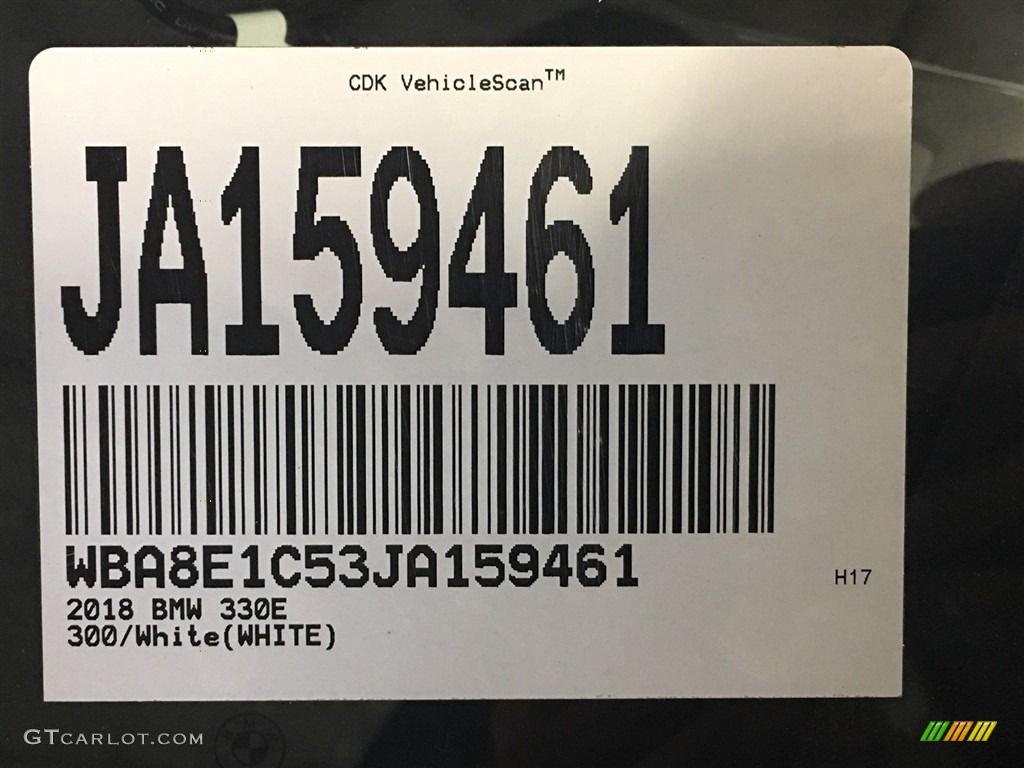 CDK VehicleScan™
JA159461
WBA8E1C53JA159461
H17
2018 BMW 330E
300/White(WHITE)
GTCARLOT.COM